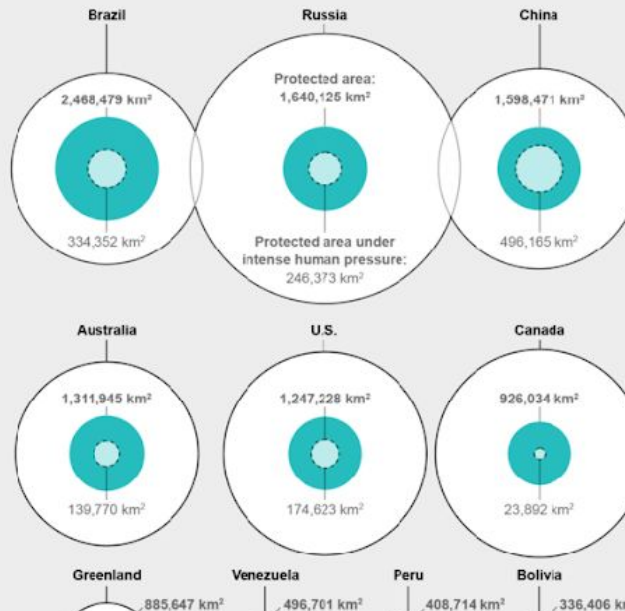 Brazil
Russia
China
2,468,479 km²
Protected area:
1,640,125 km²
1,598,471 km²
334,352 km²
Protected area under
intense human pressure:
246,373 km²
496,165 km²
Australia
U.S.
Canada
1,311,945 km²
1,247,228 km²
926,034 km²
139,770 km²
174,623 km²
23,892 km²
Greenland
Venezuela
Peru
Bolivia
885,647 km²
496,701 km²
408,714 km²
336,406